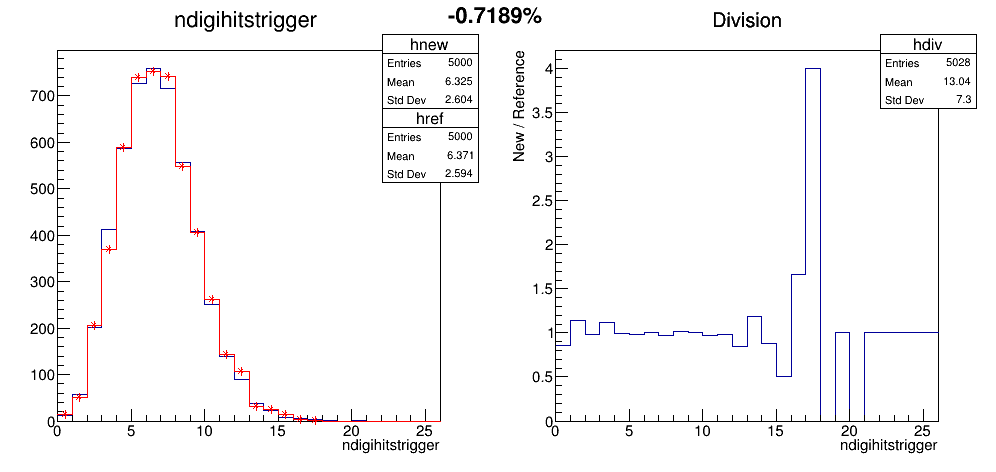 -0.7189%
ndigihitstrigger
hnew
Entries 5000
Mean 6.325
Std Dev 2.604
href
Entries 5000
Mean 6.371
Std Dev 2.594
700
600
500
400
300
200
100
0
0 5 10 15 20 25
ndigihitstrigger
Division
hdiv
Entries 5028
Mean 13.04
Std Dev 7.3
New / Reference
4
3.5
3
2.5
2
1.5
1
0.5
0
0 5 10 15 20 25
ndigihitstrigger